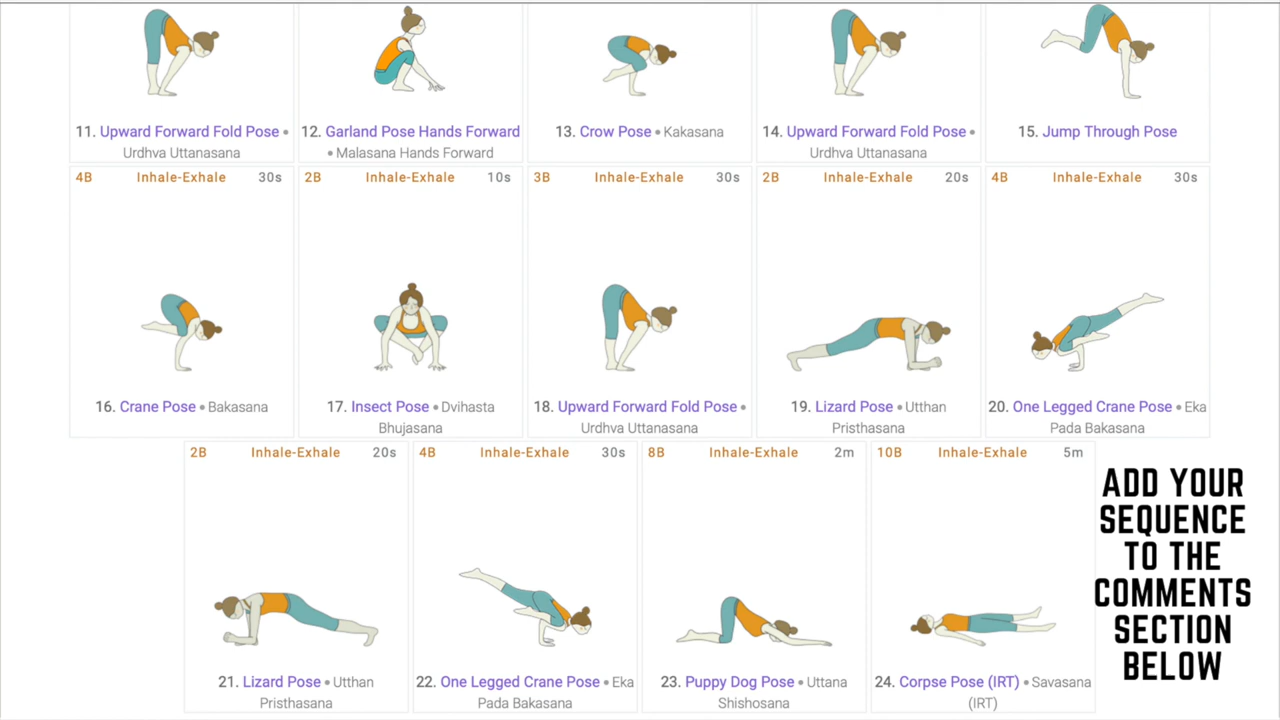 11. Upward Forward Fold Pose •
Urdhva Uttanasana
12. Garland Pose Hands Forward
• Malasana Hands Forward
13. Crow Pose • Kakasana
14. Upward Forward Fold Pose •
Urdhva Uttanasana
15. Jump Through Pose
4B Inhale-Exhale 30s
16. Crane Pose • Bakasana
2B Inhale-Exhale 10s
17. Insect Pose • Dvihasta
Bhujasana
3B Inhale-Exhale 30s
18. Upward Forward Fold Pose •
Urdhva Uttanasana
2B Inhale-Exhale 20s
19. Lizard Pose • Utthan
Pristhasana
4B Inhale-Exhale 30s
20. One Legged Crane Pose • Eka
Pada Bakasana
2B Inhale-Exhale 20s
21. Lizard Pose • Utthan
Pristhasana
4B Inhale-Exhale 30s
22. One Legged Crane Pose • Eka
Pada Bakasana
8B Inhale-Exhale 2m
23. Puppy Dog Pose • Uttana
Shishosana
10B Inhale-Exhale 5m
24. Corpse Pose (IRT) • Savasana
(IRT)
ADD YOUR
SEQUENCE
TO THE
COMMENTS
SECTION
BELOW